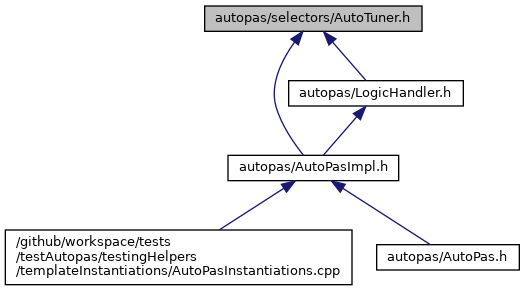 autopas/selectors/AutoTuner.h
autopas/LogicHandler.h
autopas/AutoPasImpl.h
/github/workspace/tests
/testAutopas/testingHelpers
/templateInstantiations/AutoPasInstantiations.cpp
autopas/AutoPas.h